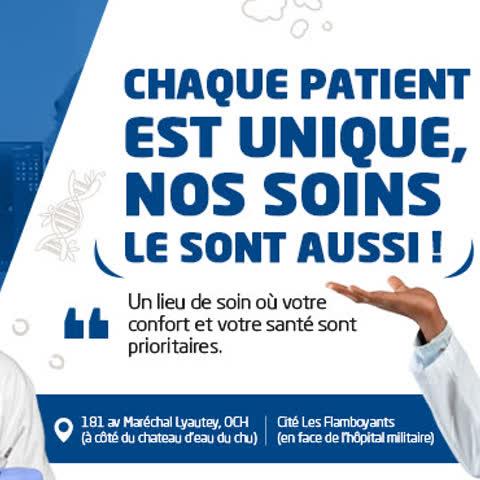 CHAQUE PATIENT
EST UNIQUE,
NOS SOINS
LE SONT AUSSI !
Un lieu de soin où votre
confort et votre santé sont
prioritaires.
181 av Maréchal Lyautey, OCH
(à côté du chateau d'eau du chu)
Cité Les Flamboyants
(en face de l'hôpital militaire)